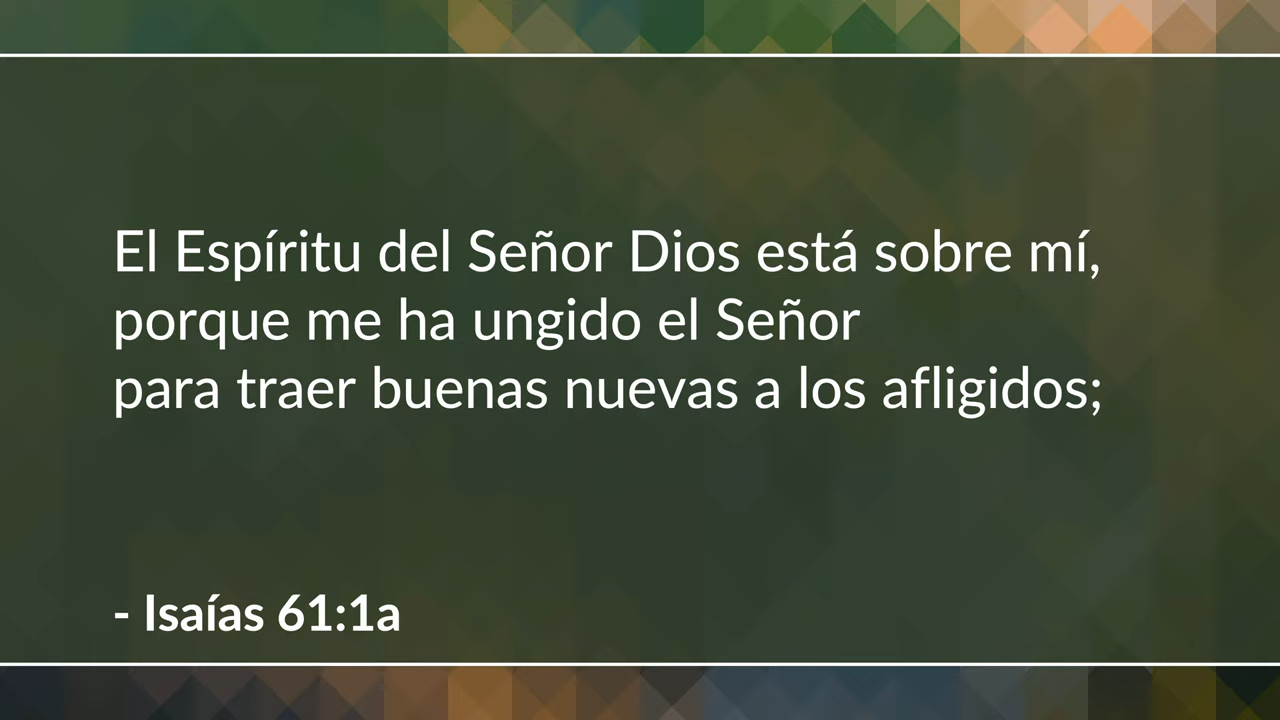 El Espíritu del Señor Dios está sobre mí,
porque me ha ungido el Señor
para traer buenas nuevas a los afligidos;
- Isaías 61:1a